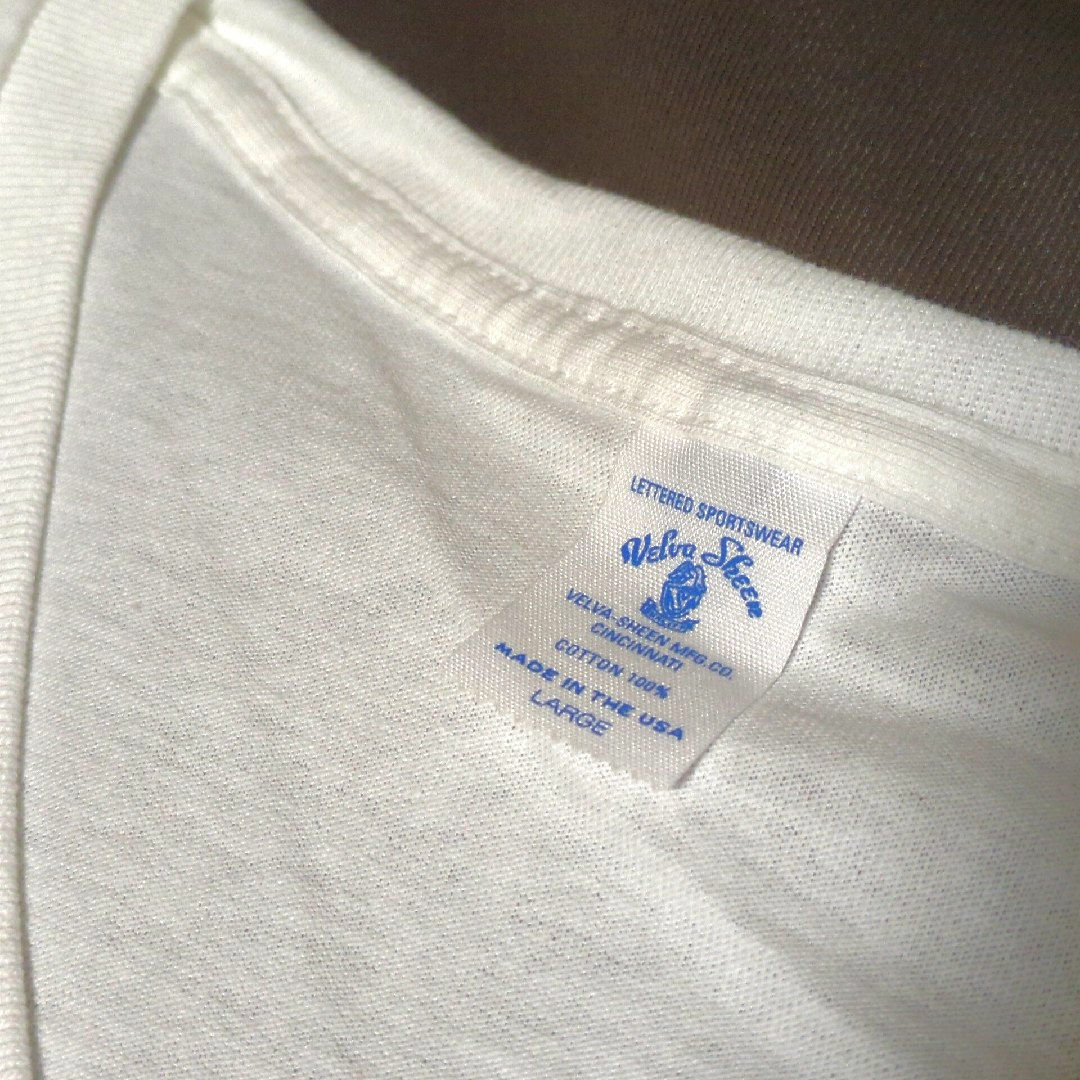 LETTERED SPORTSWEAR
Velva Sheen
VELVA-SHEEN MFG.CO.
CINCINNATI
COTTON 100%
MADE IN THE USA
LARGE